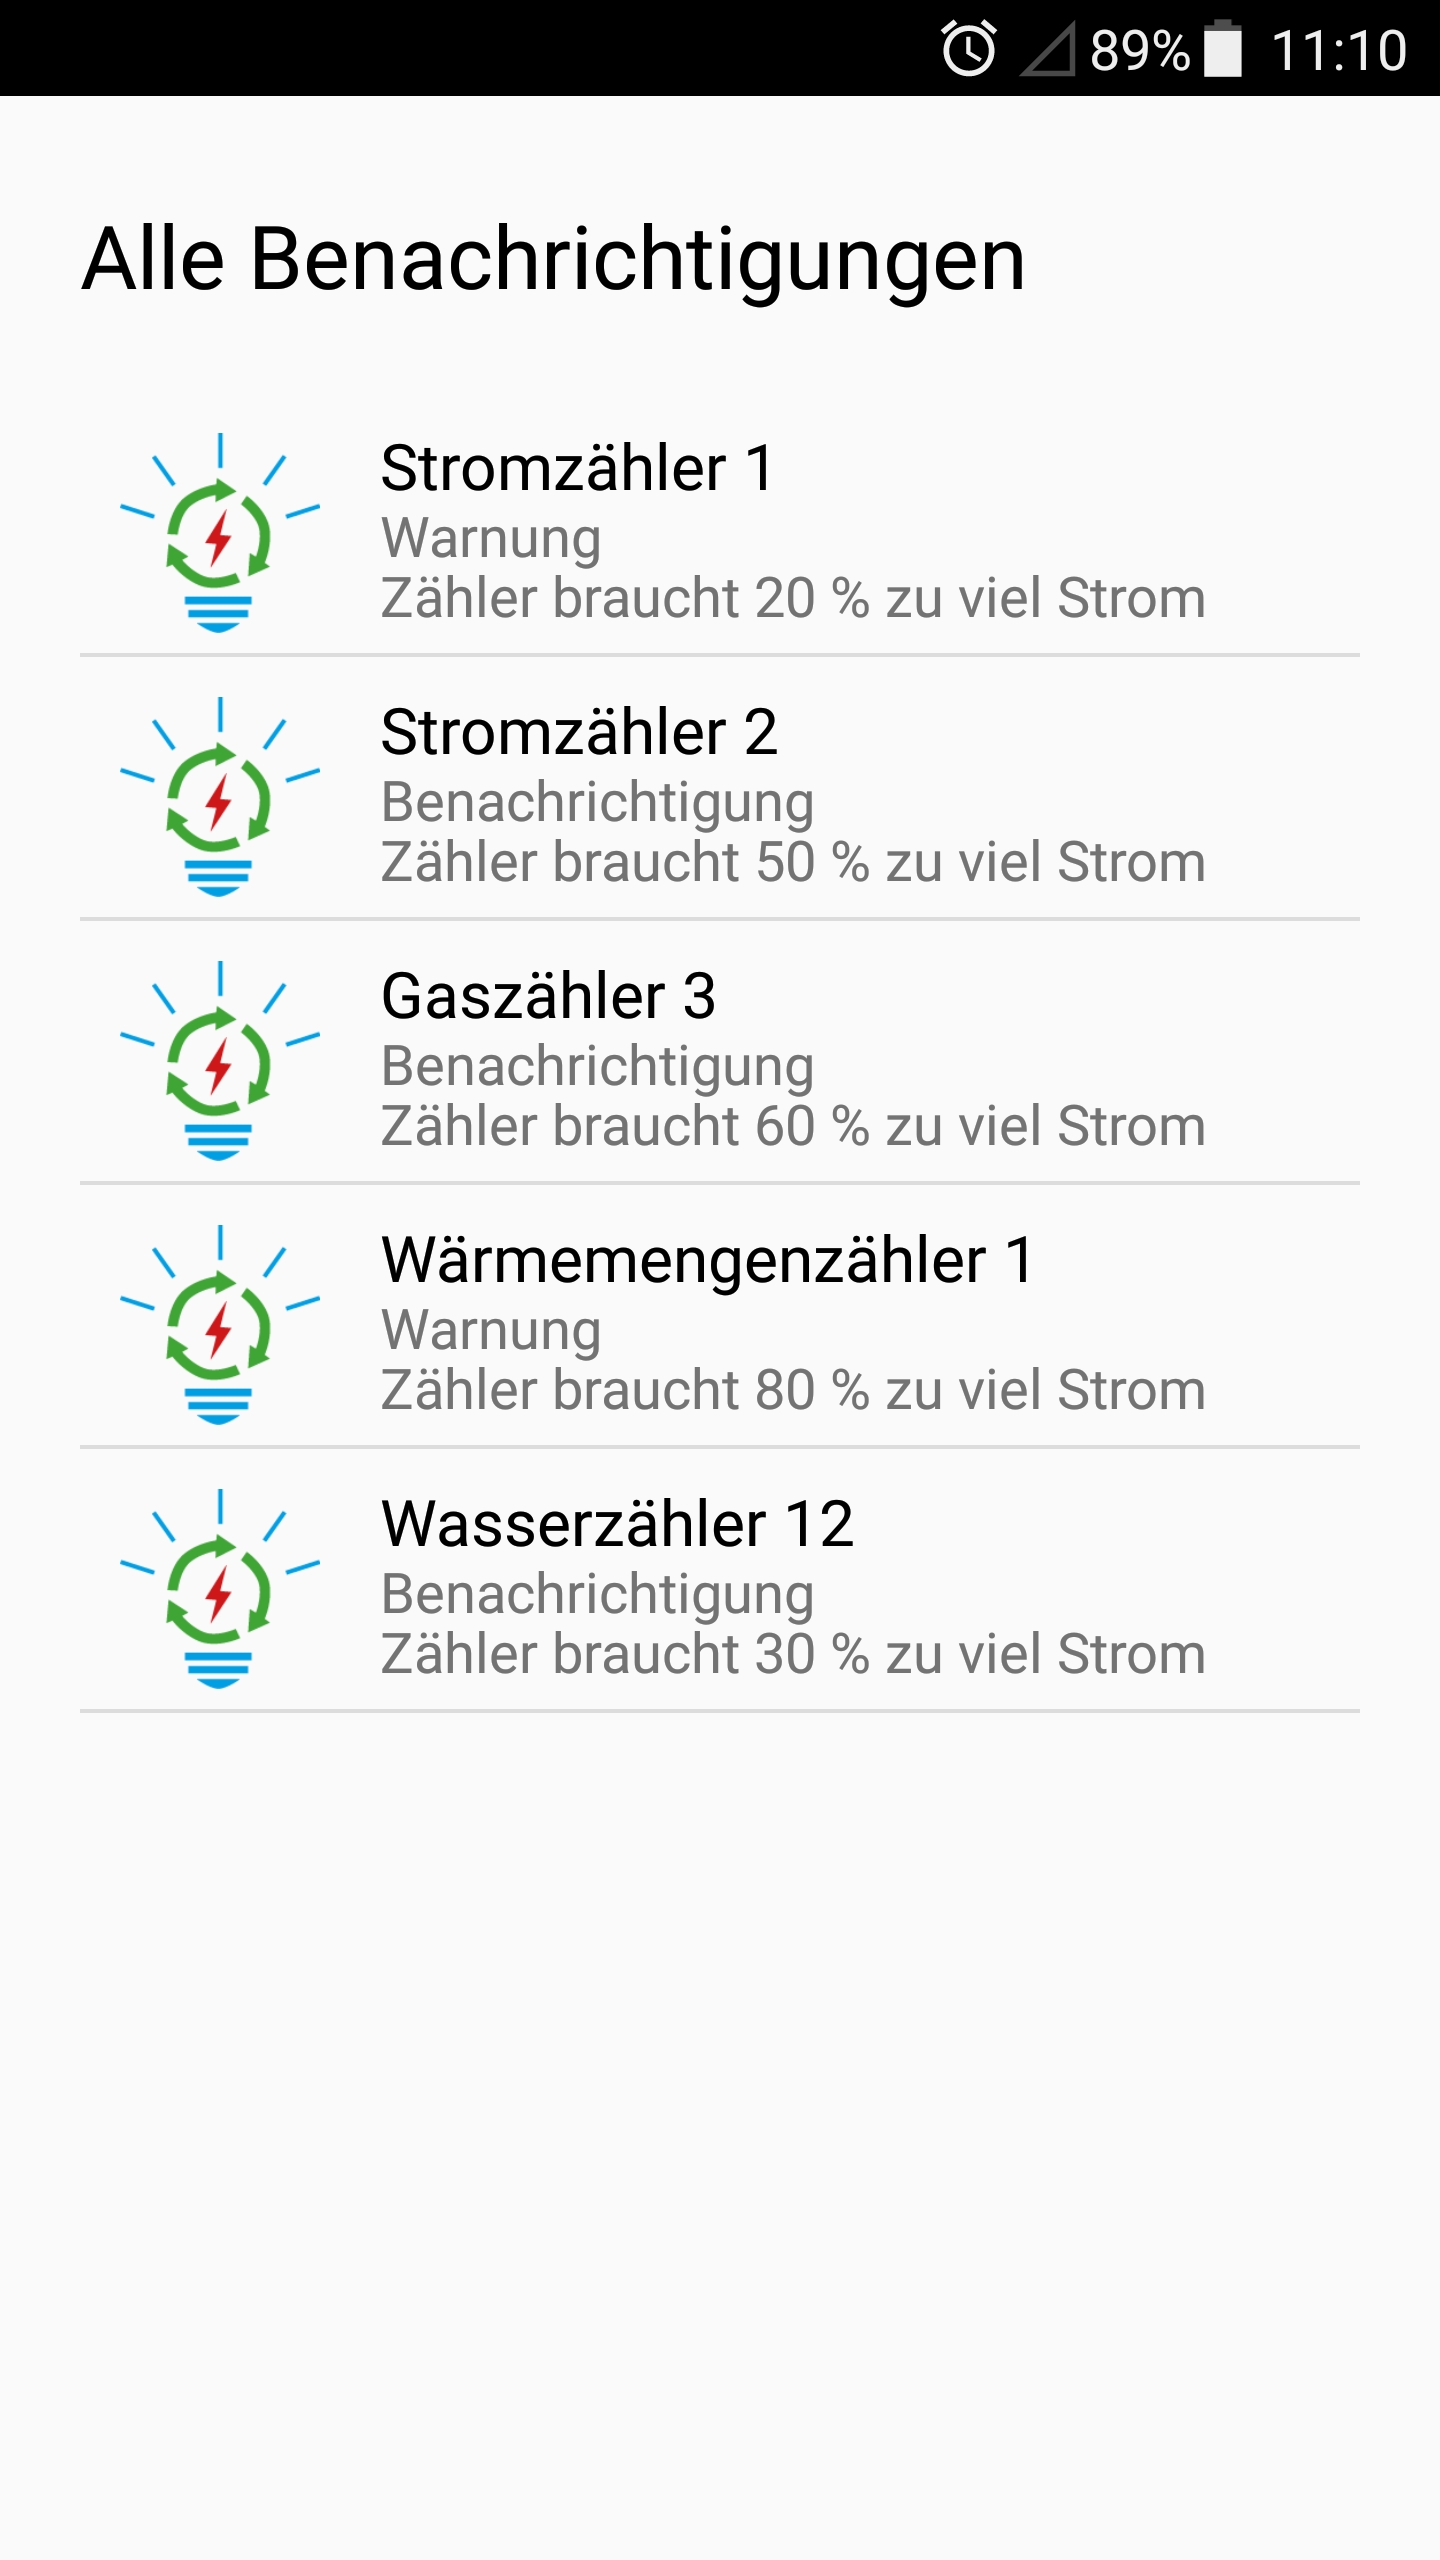 89% 11:10
Alle Benachrichtigungen
Stromzähler 1
Warnung
Zähler braucht 20 % zu viel Strom
Stromzähler 2
Benachrichtigung
Zähler braucht 50 % zu viel Strom
Gaszähler 3
Benachrichtigung
Zähler braucht 60 % zu viel Strom
Wärmemengenzähler 1
Warnung
Zähler braucht 80 % zu viel Strom
Wasserzähler 12
Benachrichtigung
Zähler braucht 30 % zu viel Strom